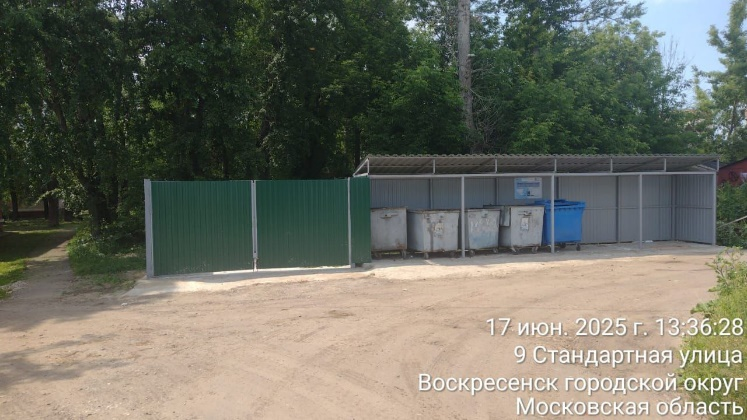 17 июн. 2025 г. 13:36:28
9 Стандартная улица
Воскресенск городской округ
Московская область